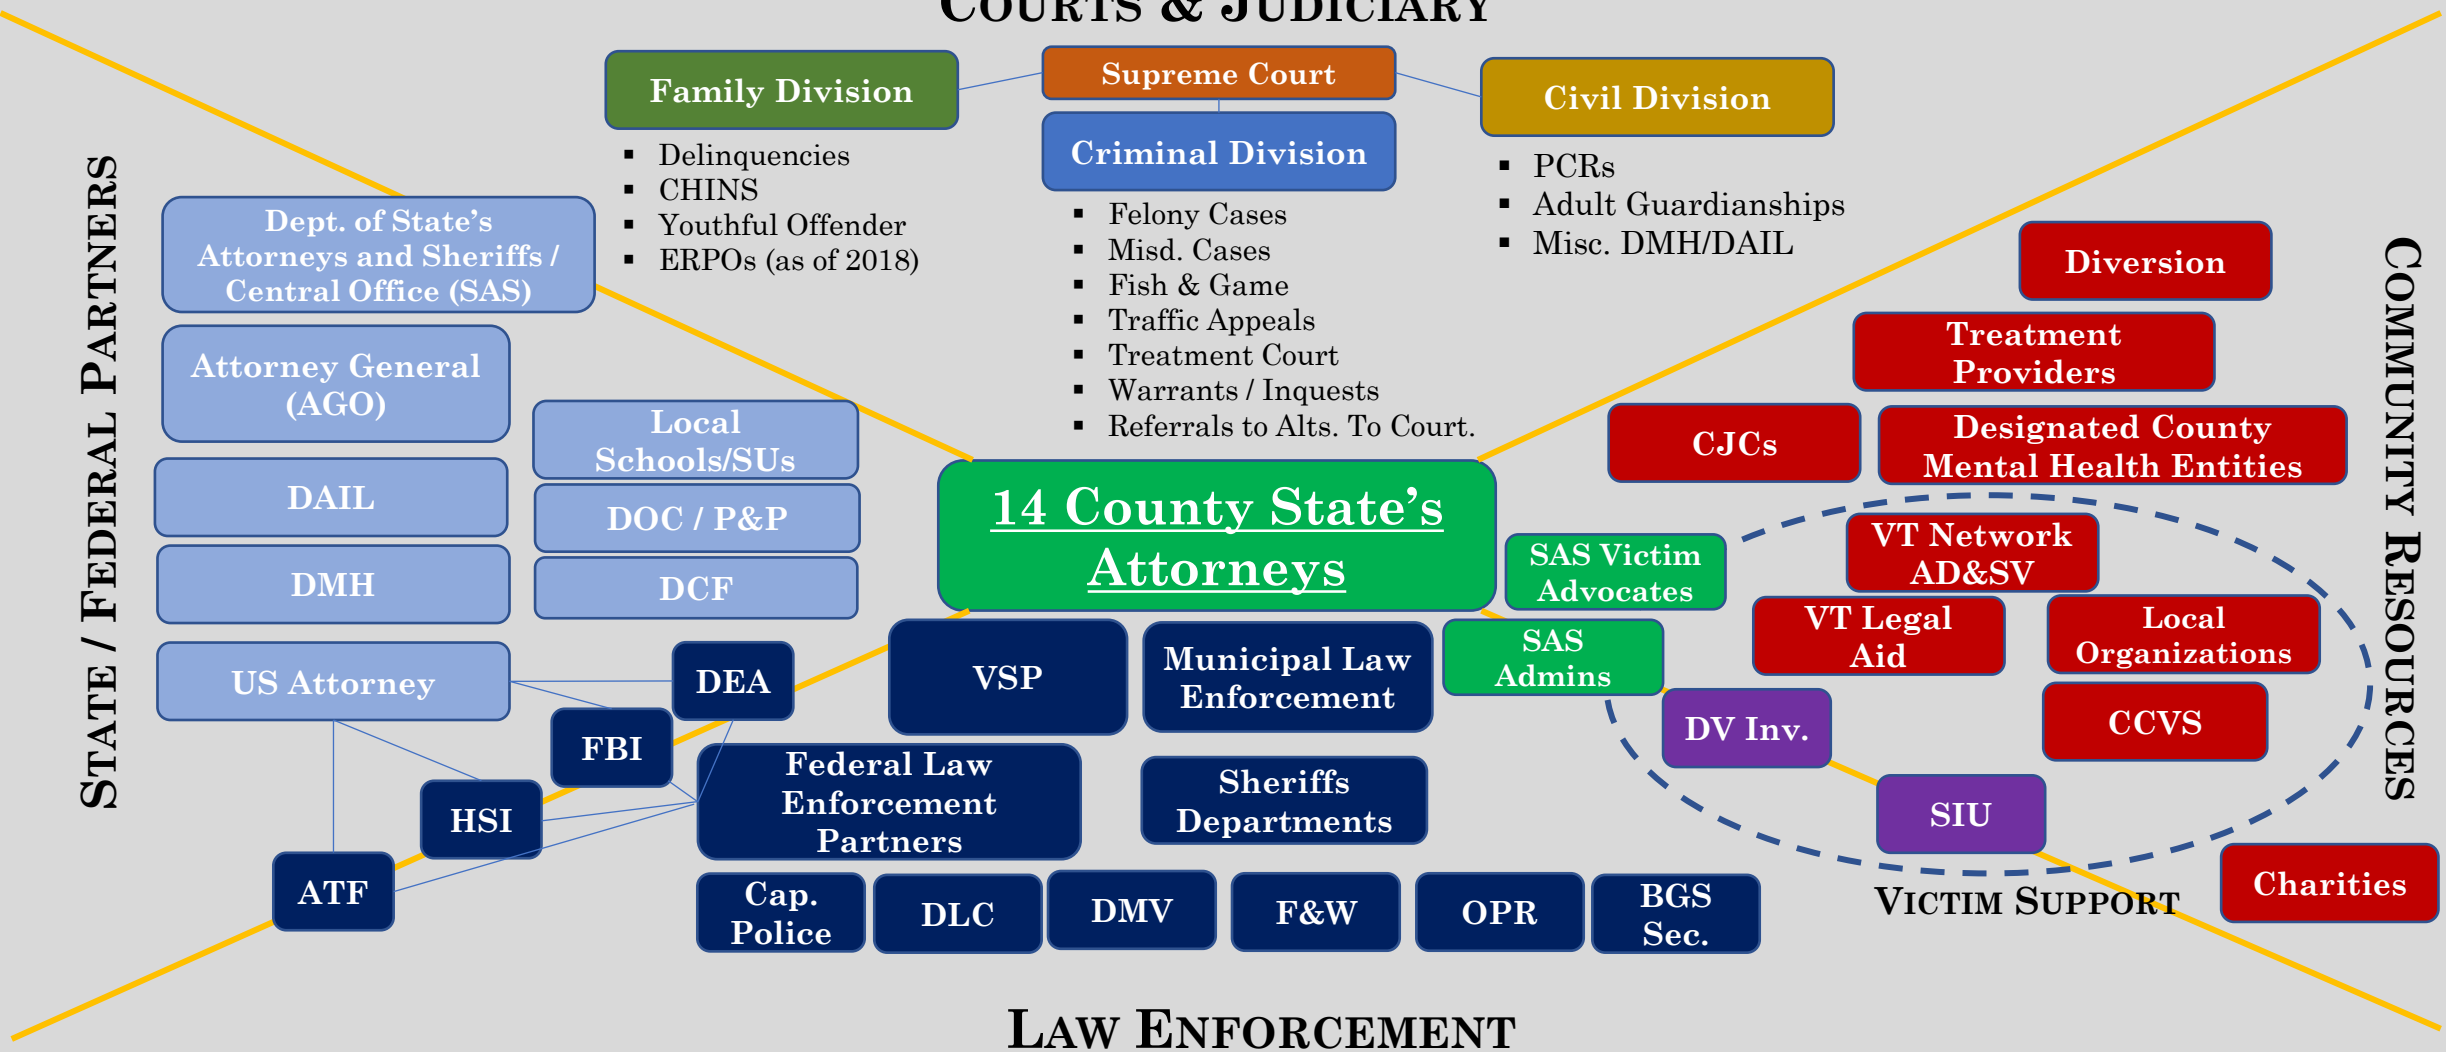 COURTS & JUDICIARY
Family Division
Delinquencies
CHINS
Youthful Offender
ERPOs (as of 2018)
Supreme Court
Criminal Division
Felony Cases
Misd. Cases
Fish & Game
Traffic Appeals
Treatment Court
Warrants / Inquests
Referrals to Alts. To Court.
Civil Division
PCRs
Adult Guardianships
Misc. DMH/DAIL
STATE / FEDERAL PARTNERS
Dept. of State’s
Attorneys and Sheriffs /
Central Office (SAS)
Attorney General
(AGO)
Local
Schools/SUs
DAIL
DOC / P&P
DMH
DCF
US Attorney
14 County State’s
Attorneys
SAS Victim
Advocates
SAS
Admins
COMMUNITY RESOURCES
Diversion
Treatment
Providers
CJCs
Designated County
Mental Health Entities
VT Network
AD&SV
VT Legal
Aid
Local
Organizations
CCVS
DV Inv.
SIU
VICTIM SUPPORT
Charities
DEA
FBI
HSI
ATF
VSP
Municipal Law
Enforcement
Federal Law
Enforcement
Partners
Sheriffs
Departments
Cap.
Police
DLC
DMV
F&W
OPR
BGS
Sec.
LAW ENFORCEMENT